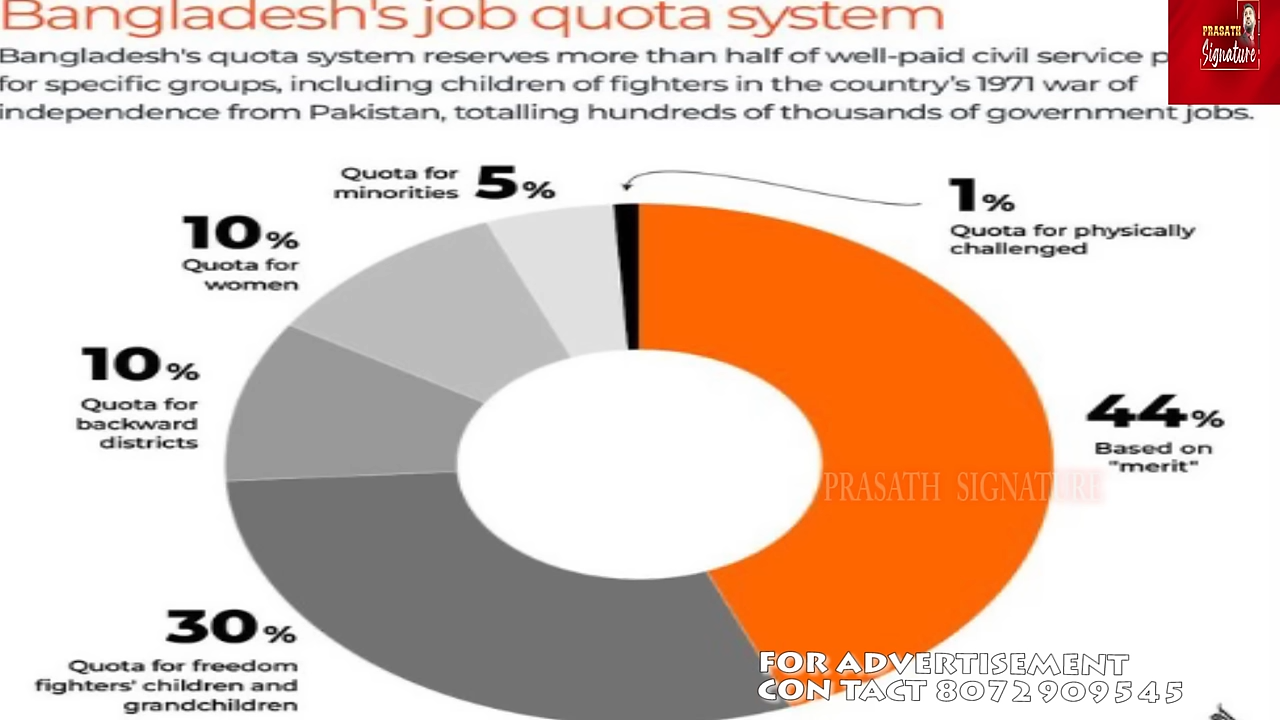 Bangladesh's job quota system
PRASATH
Signature
Bangladesh's quota system reserves more than half of well-paid civil service
for specific groups, including children of fighters in the country's 1971 war of
independence from Pakistan, totalling hundreds of thousands of government jobs.
Quota for
minorities
5%
1%
Quota for physically
challenged
10%
Quota for
women
10%
Quota for
backward
districts
44%
Based on
"merit"
PRASATH SIGNATURE
30%
Quota for freedom
fighters' children and
grandchildren
FOR ADVERTISEMENT
CON TACT 8072909545